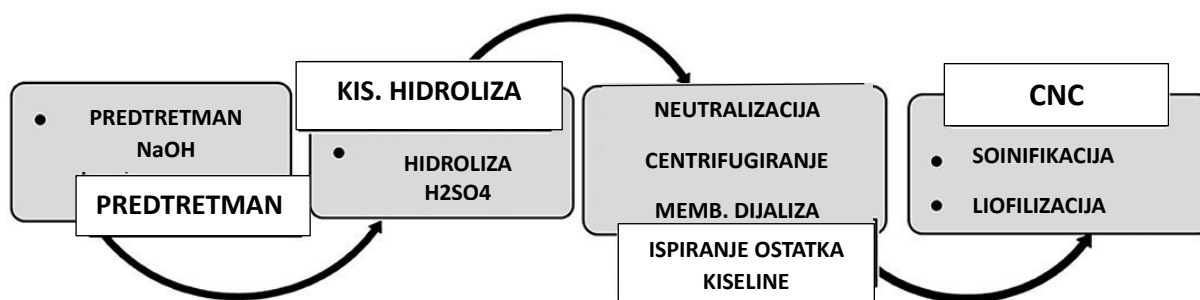 PREDTRETMAN
NaOH
PREDTRETMAN
KIS. HIDROLIZA
HIDROLIZA
H2SO4
NEUTRALIZACIJA
CENTRIFUGIRANJE
MEMB. DIJALIZA
ISPIRANJE OSTATKA
KISELINE
CNC
SOINIFIKACIJA
LIOFILIZACIJA